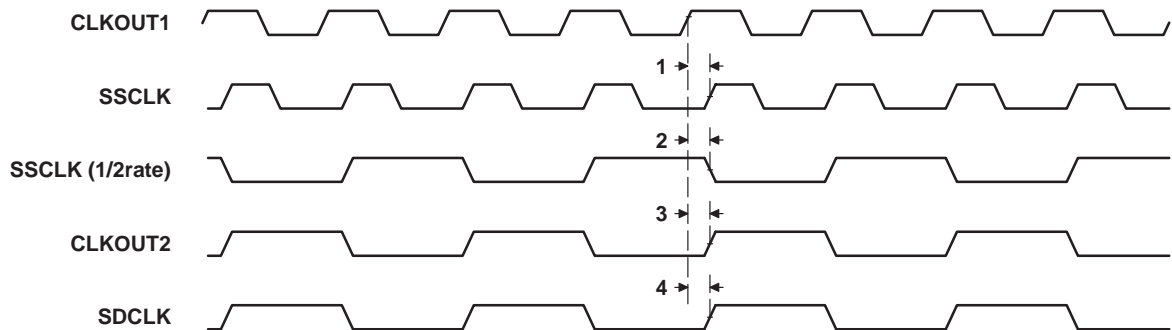 CLKOUT1
1
SSCLK
2
SSCLK (1/2rate)
3
CLKOUT2
4
SDCLK